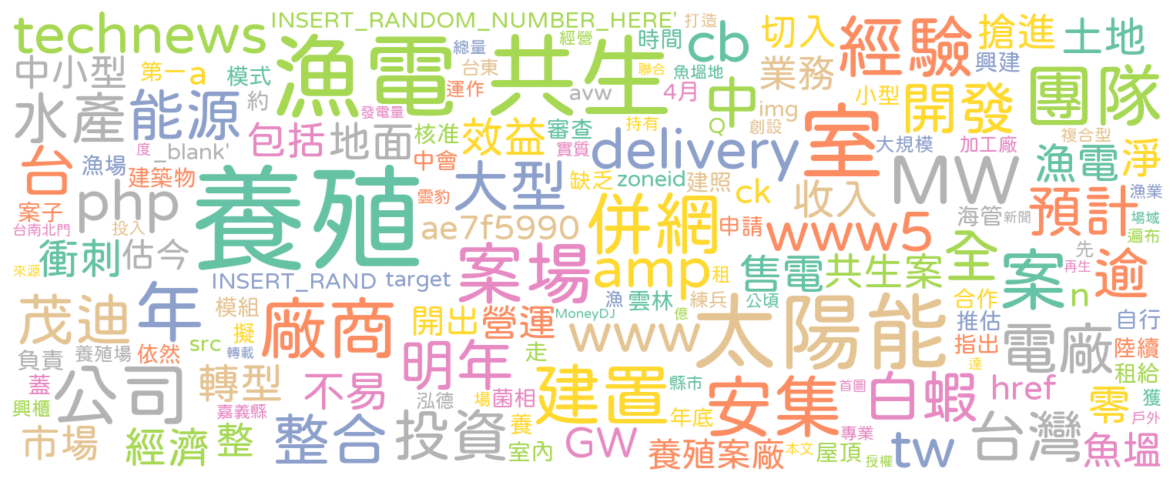 INSERT_RANDOM_NUMBER_HERE'
打造
technews
漁電共生
總量
經營
時間
cb
切入
經驗
搶進
土地
中小型
第一
a
模式
台東
運作
聯合
魚塭地
業務
興建
團隊
水產
能源
約
發電量
avw
4月
中
img
小型
開發
包括
地面
核准
效益
審查
持有
Q
創設
大規模
加工廠
複合型
_blank'
度
中會
實質
delivery
室
漁電
淨
台
漁場
建築物
養殖
雲豹
大型
缺乏
zoneid
建照
ck
收入
MW
預計
漁業
案子
php
台南北門
投入
ae7f5990
併網
申請
www5
海管
新聞
場域
遍布
衝刺
估今
案場
amp
租
售電
共生案
全
先
案
再生
逾
來源
INSERT_RAND
target
漁
雲林
練兵
公頃
太陽能
合作
n
茂迪
年
模組
擬
廠商
開出
營運
MoneyDJ
億
www
推估
自行
負責
養殖場
依然
src
轉載
走
指出
電廠
陸續
達
租給
蓋
公司
轉型
不易
明年
菌相
建置
縣市
安集
首圖
白蝦
href
零
獲
興櫃
嘉義縣
泓德
場
養
年底
戶外
市場
經濟
整
整合
投資
室內
GW
養殖案廠
專業
本文
屋頂
授權
tw
台灣
魚塭